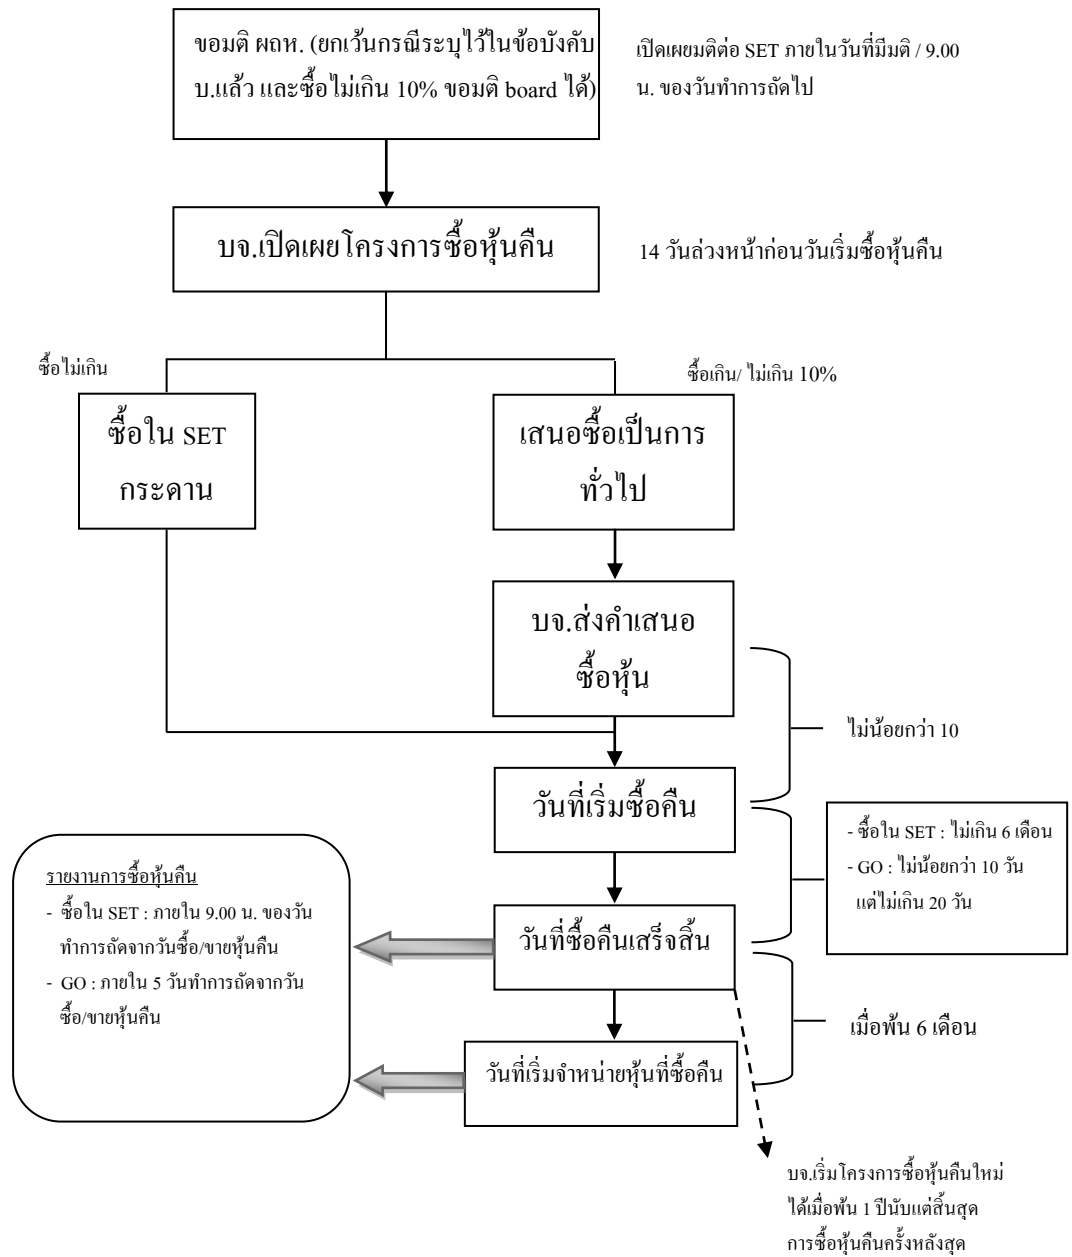 ขอมติ ผถห. (ยกเว้นกรณีระบุไว้ในข้อบังคับ
บ.แล้ว และซื้อไม่เกิน 10% ขอมติ board ได้)
เปิดเผยมติต่อ SET ภายในวันที่มีมติ / 9.00
น. ของวันทำการถัดไป
บจ.เปิดเผยโครงการซื้อหุ้นคืน
14 วันล่วงหน้าก่อนวันเริ่มซื้อหุ้นคืน
ซื้อไม่เกิน
ซื้อเกิน/ ไม่เกิน 10%
ซื้อใน SET
กระดาน
เสนอซื้อเป็นการ
ทั่วไป
บจ.ส่งคำเสนอ
ซื้อหุ้น
ไม่น้อยกว่า 10
วันที่เริ่มซื้อคืน
- ซื้อใน SET : ไม่เกิน 6 เดือน
- GO : ไม่น้อยกว่า 10 วัน
แต่ไม่เกิน 20 วัน
รายงานการซื้อหุ้นคืน
- ซื้อใน SET : ภายใน 9.00 น. ของวัน
ทำการถัดจากวันซื้อ/ขายหุ้นคืน
- GO : ภายใน 5 วันทำการถัดจากวัน
ซื้อ/ขายหุ้นคืน
วันที่ซื้อคืนเสร็จสิ้น
เมื่อพ้น 6 เดือน
วันที่เริ่มจำหน่ายหุ้นที่ซื้อคืน
บจ.เริ่มโครงการซื้อหุ้นคืนใหม่
ได้เมื่อพ้น 1 ปีนับแต่สิ้นสุด
การซื้อหุ้นคืนครั้งหลังสุด